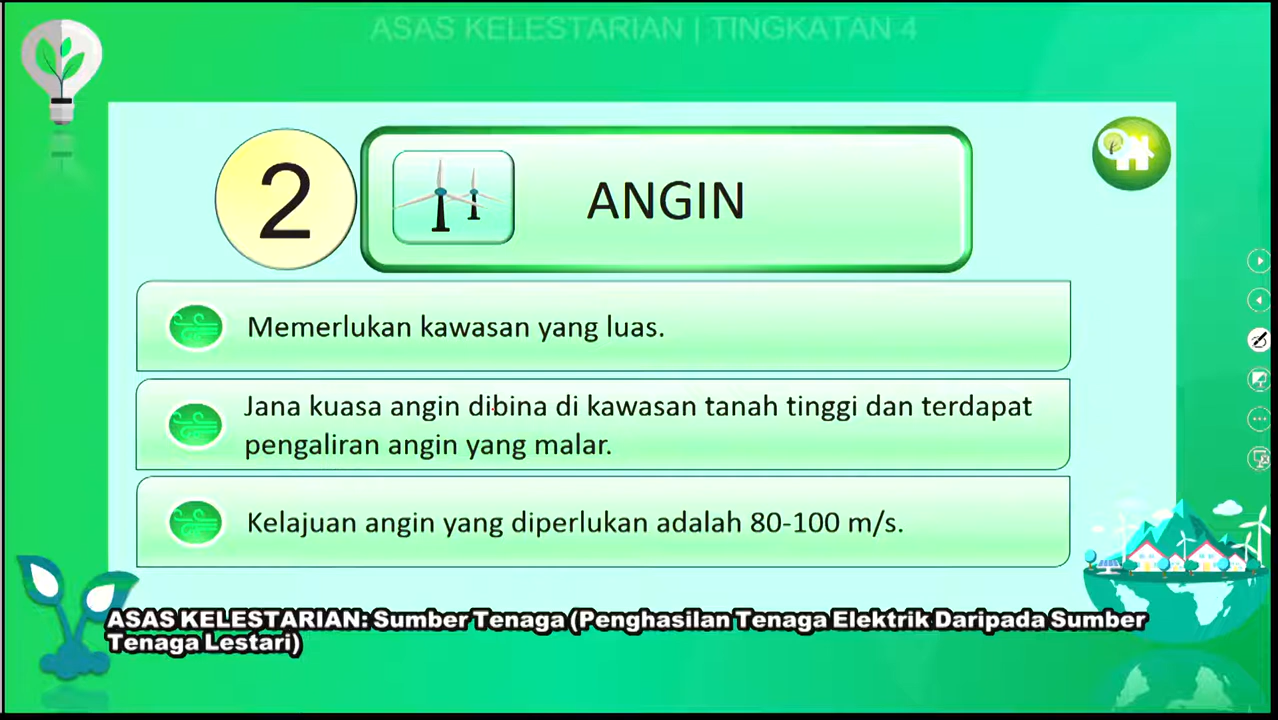 ASAS KELESTARIAN | TINGKATAN 4
2
ANGIN
Memerlukan kawasan yang luas.
Jana kuasa angin dibina di kawasan tanah tinggi dan terdapat
pengaliran angin yang malar.
Kelajuan angin yang diperlukan adalah 80-100 m/s.
ASAS KELESTARIAN: Sumber Tenaga (Penghasilan Tenaga Elektrik Daripada Sumber
Tenaga Lestari)